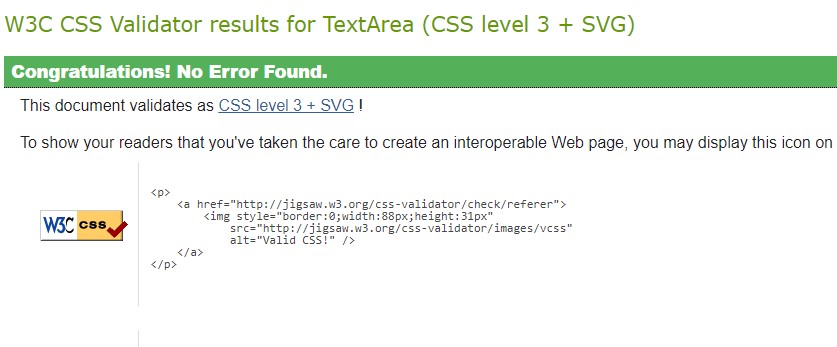 W3C CSS Validator results for TextArea (CSS level 3 + SVG)
Congratulations! No Error Found.
This document validates as CSS level 3 + SVG !
To show your readers that you've taken the care to create an interoperable Web page, you may display this icon on
W3C css
<p>
<a href="http://jigsaw.w3.org/css-validator/check/referer">
<img style="border:0;width:88px;height:31px"
src="http://jigsaw.w3.org/css-validator/images/vcss"
alt="Valid CSS!" />
</a>
</p>